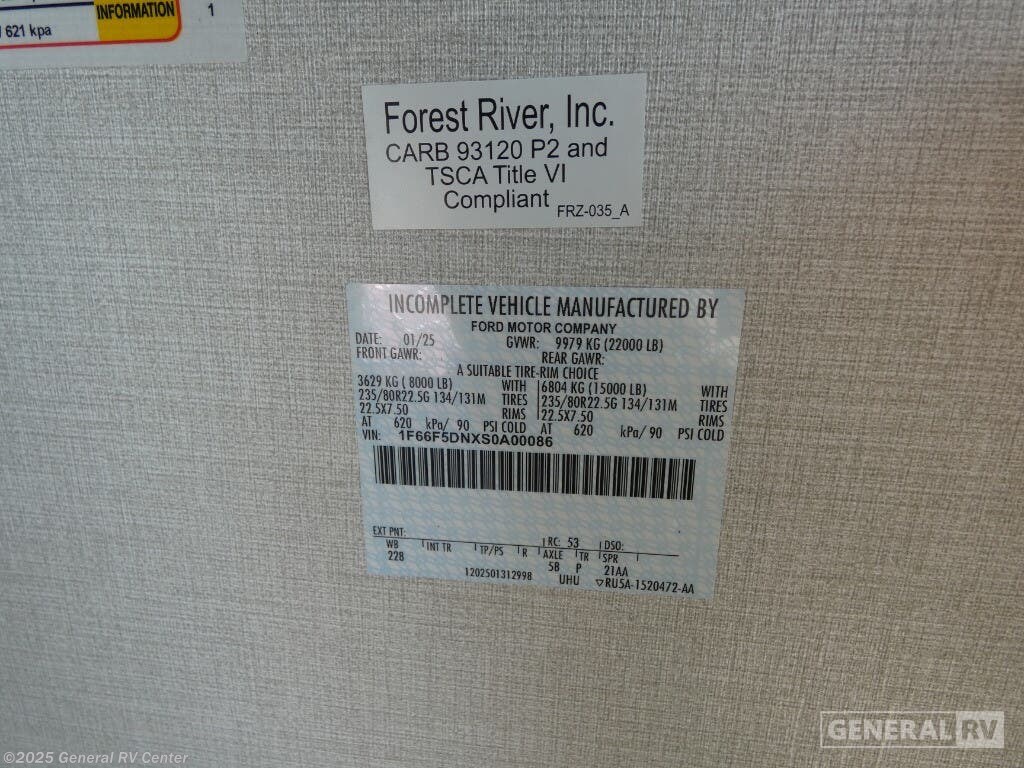 INFORMATION
621 kpa
1
Forest River, Inc.
CARB 93120 P2 and
TSCA Title VI
Compliant
FRZ-035_A
INCOMPLETE VEHICLE MANUFACTURED BY
FORD MOTOR COMPANY
DATE: 01/25 GVWR: 9979 KG (22000 LB)
FRONT GAWR: REAR GAWR:
A SUITABLE TIRE-RIM CHOICE
3629 KG ( 8000 LB) WITH 6804 KG (15000 LB) WITH
235/80R22.5G 134/131M TIRES 235/80R22.5G 134/131M TIRES
22.5X7.50 RIMS 22.5X7.50 RIMS
AT 620 kPa/ 90 PSI COLD AT 620 kPa/ 90 PSI COLD
VIN: 1F66F5DNXS0A00086
EXT PNT: RC: 53 DSO:
WB INT TR TP/PS R AXLE TR SPR
228 5B P 21AA
1202501312998 UHU ▽RU5A-1520472-AA
GENERAL RV
©2025 General RV Center